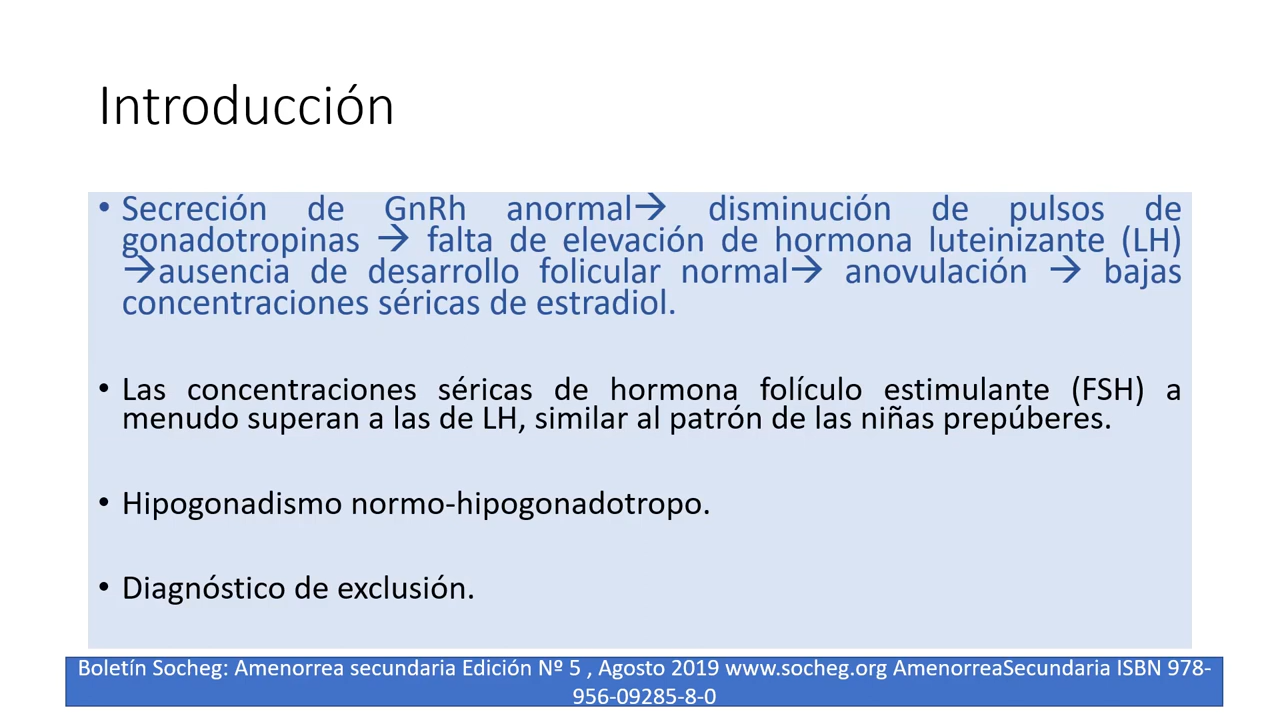 Introducción
• Secreción de GnRh anormal→ disminución de pulsos de
gonadotropinas → falta de elevación de hormona luteinizante (LH)
→ausencia de desarrollo folicular normal→ anovulación → bajas
concentraciones séricas de estradiol.
• Las concentraciones séricas de hormona folículo estimulante (FSH) a
menudo superan a las de LH, similar al patrón de las niñas prepúberes.
• Hipogonadismo normo-hipogonadotropo.
• Diagnóstico de exclusión.
Boletín Socheg: Amenorrea secundaria Edición Nº 5 , Agosto 2019 www.socheg.org AmenorreaSecundaria ISBN 978-
956-09285-8-0